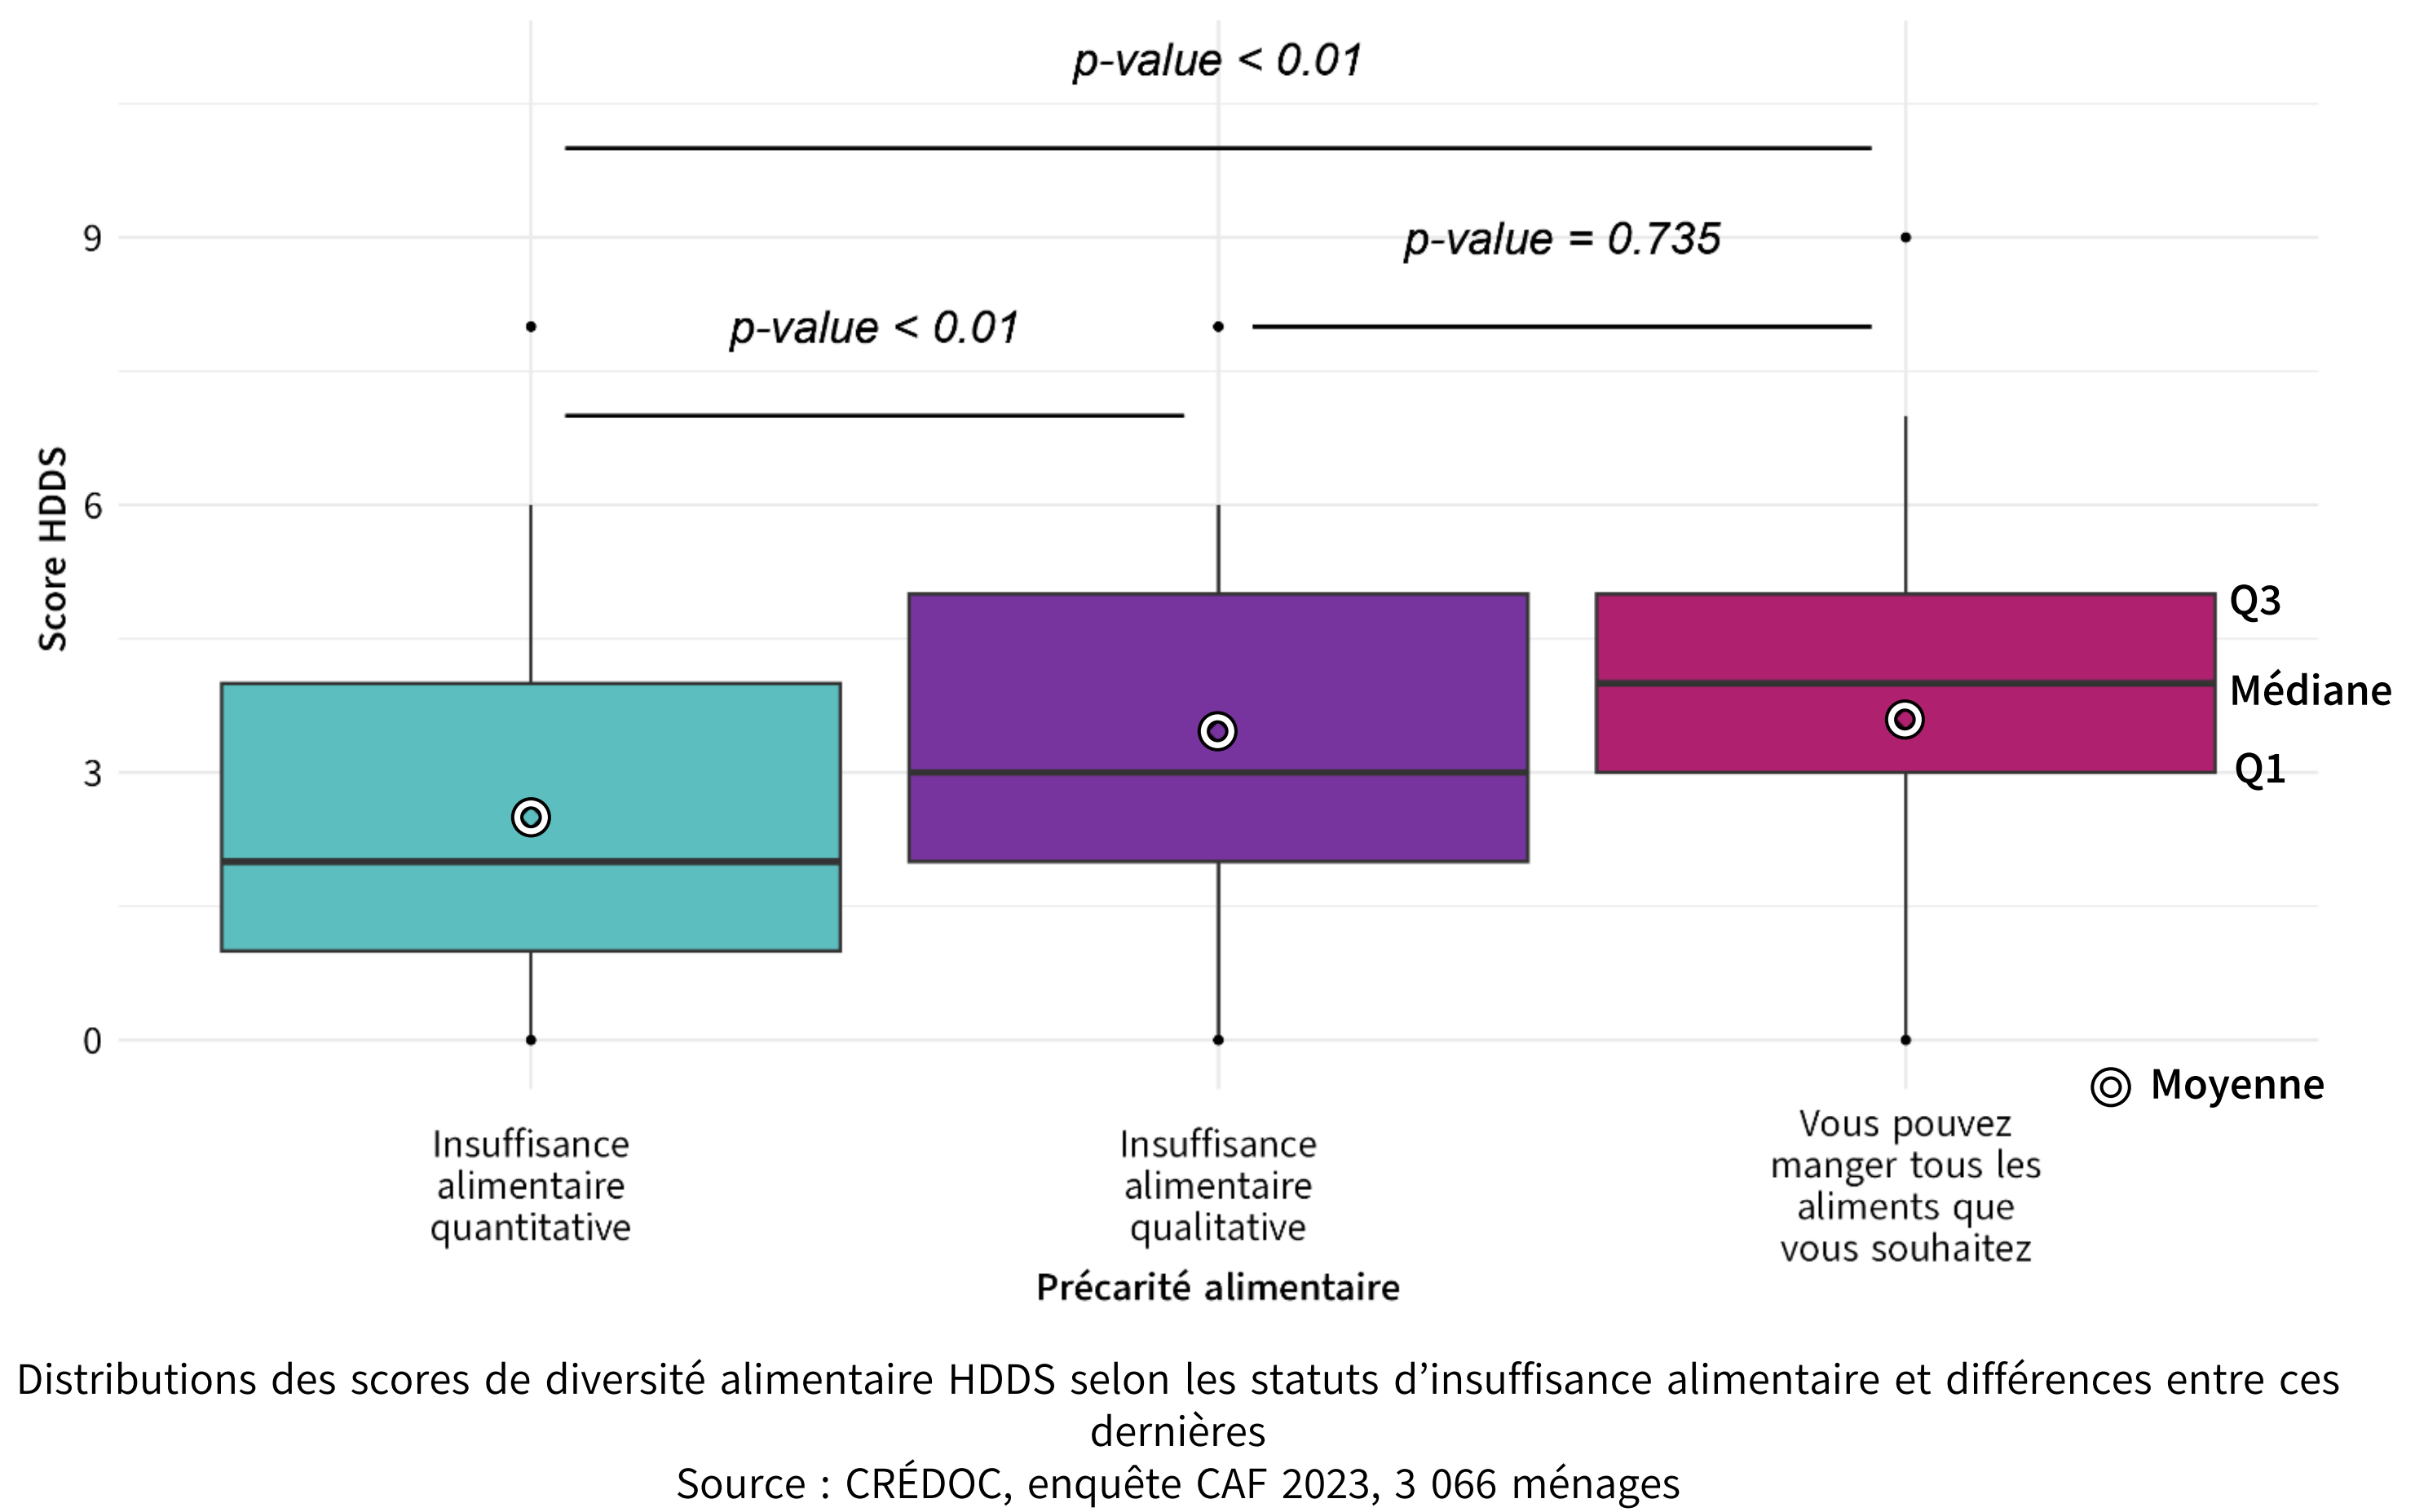 p-value < 0.01
9
p-value = 0.735
p-value < 0.01
Score HDDS
6
Q3
Médiane
3
Q1
0
Moyenne
Insuffisance
alimentaire
quantitative
Insuffisance
alimentaire
qualitative
Vous pouvez
manger tous les
aliments que
vous souhaitez
Précarité alimentaire
Distributions des scores de diversité alimentaire HDDS selon les statuts d’insuffisance alimentaire et différences entre ces
dernières
Source : CRÉDOC, enquête CAF 2023, 3 066 ménages